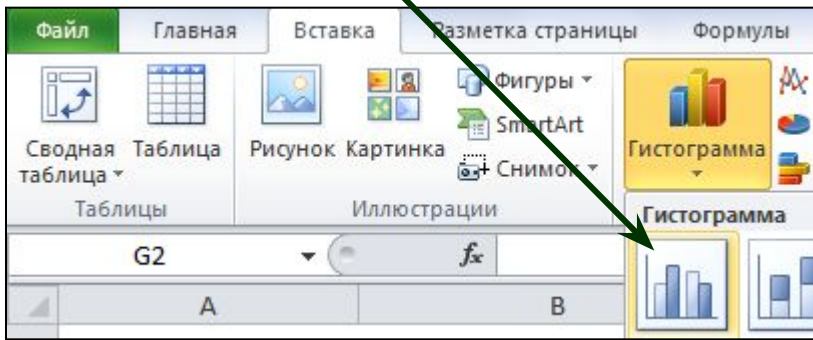 Файл Главная Вставка Разметка страницы Формулы
Фигуры
SmartArt
Снимок
Сводная таблица
Таблица
Рисунок
Картинка
Гистограмма
Таблицы
Иллюстрации
Гистограмма
G2
fx
A
B